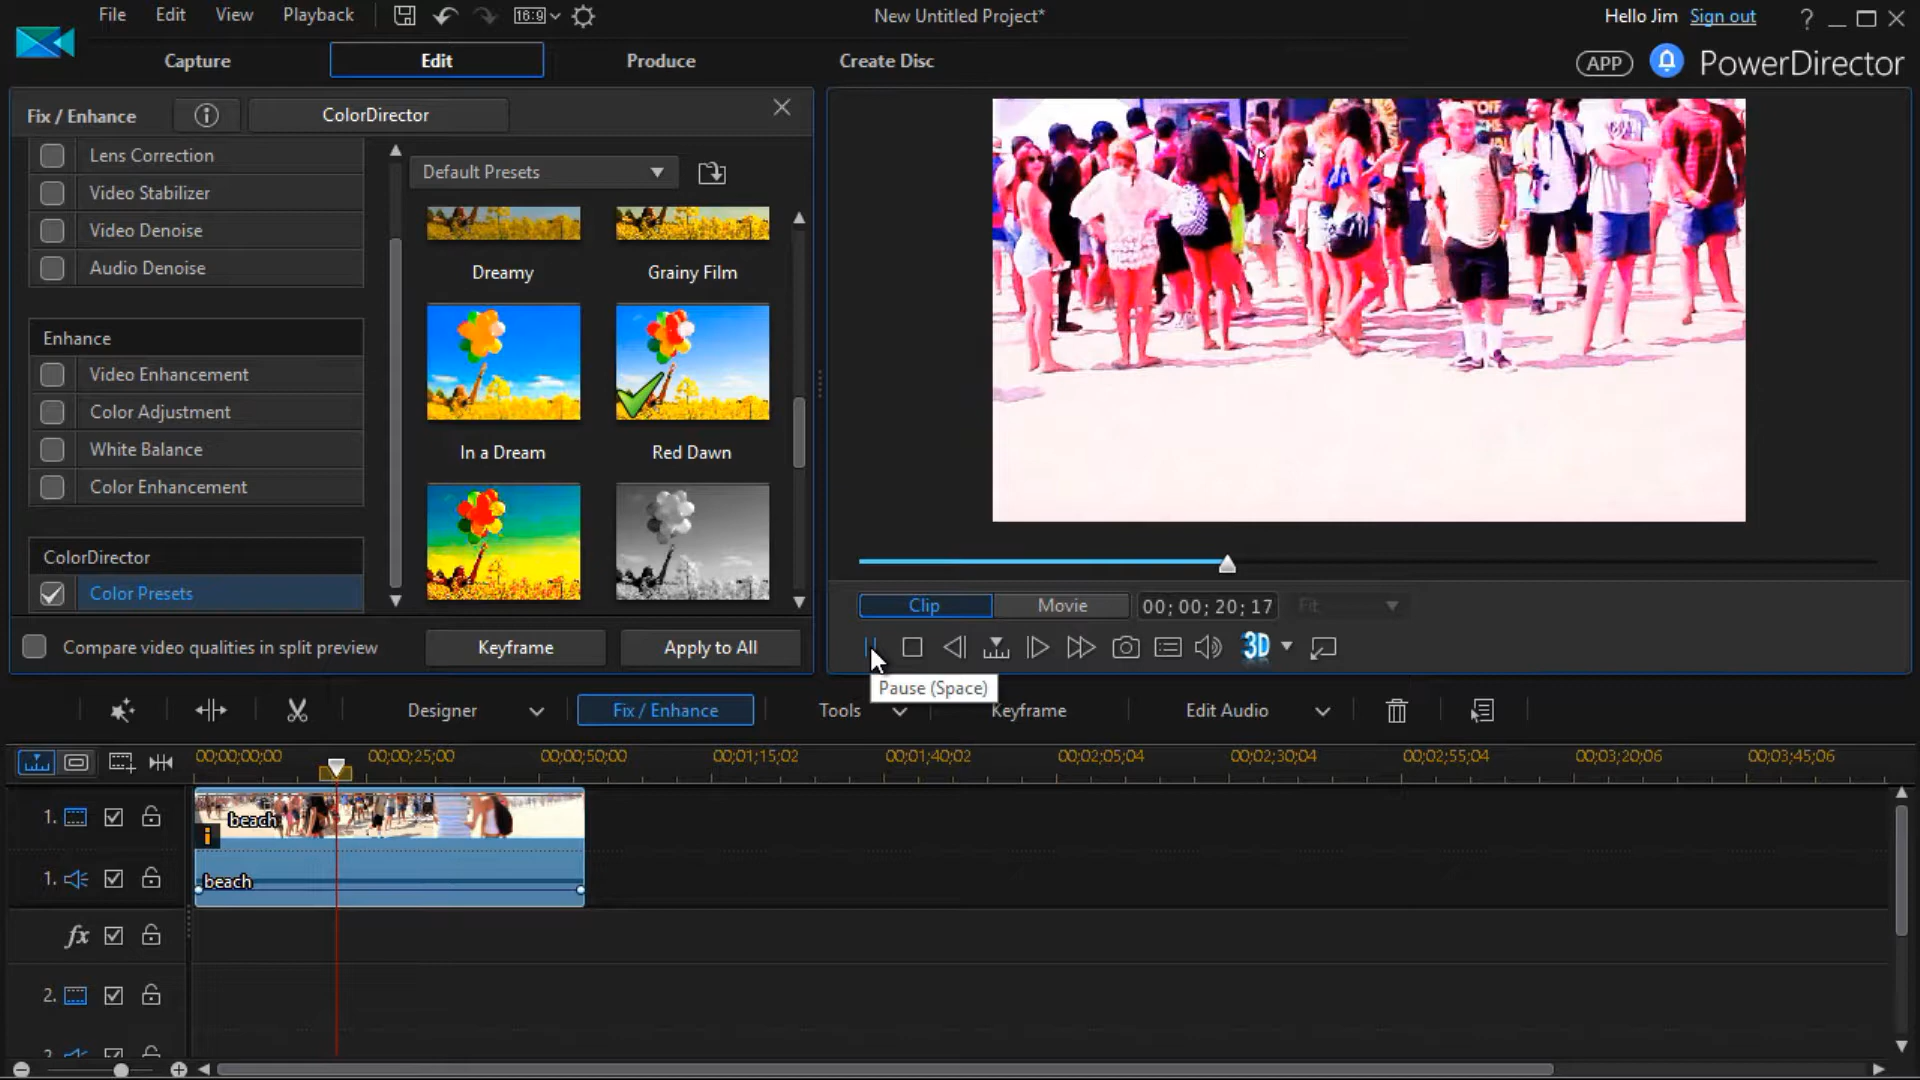 File Edit View Playback 16:9 New Untitled Project* Hello Jim Sign out ?
Capture Edit Produce Create Disc APP PowerDirector
Fix / Enhance i ColorDirector
Lens Correction
Default Presets
Video Stabilizer
Video Denoise
Audio Denoise
Dreamy Grainy Film
Enhance
Video Enhancement
Color Adjustment
White Balance
In a Dream Red Dawn
Color Enhancement
ColorDirector
Color Presets
Clip Movie 00; 00; 20; 17 Fit
Compare video qualities in split preview Keyframe Apply to All
3D
Pause (Space)
Designer Fix / Enhance Tools Keyframe Edit Audio
00;00;00;00 00;00;25;00 00;00;50;00 00;01;15;02 00;01;40;02 00;02;05;04 00;02;30;04 00;02;55;04 00;03;20;06 00;03;45;06
1. beach
i
1. beach
fx
2.
2.